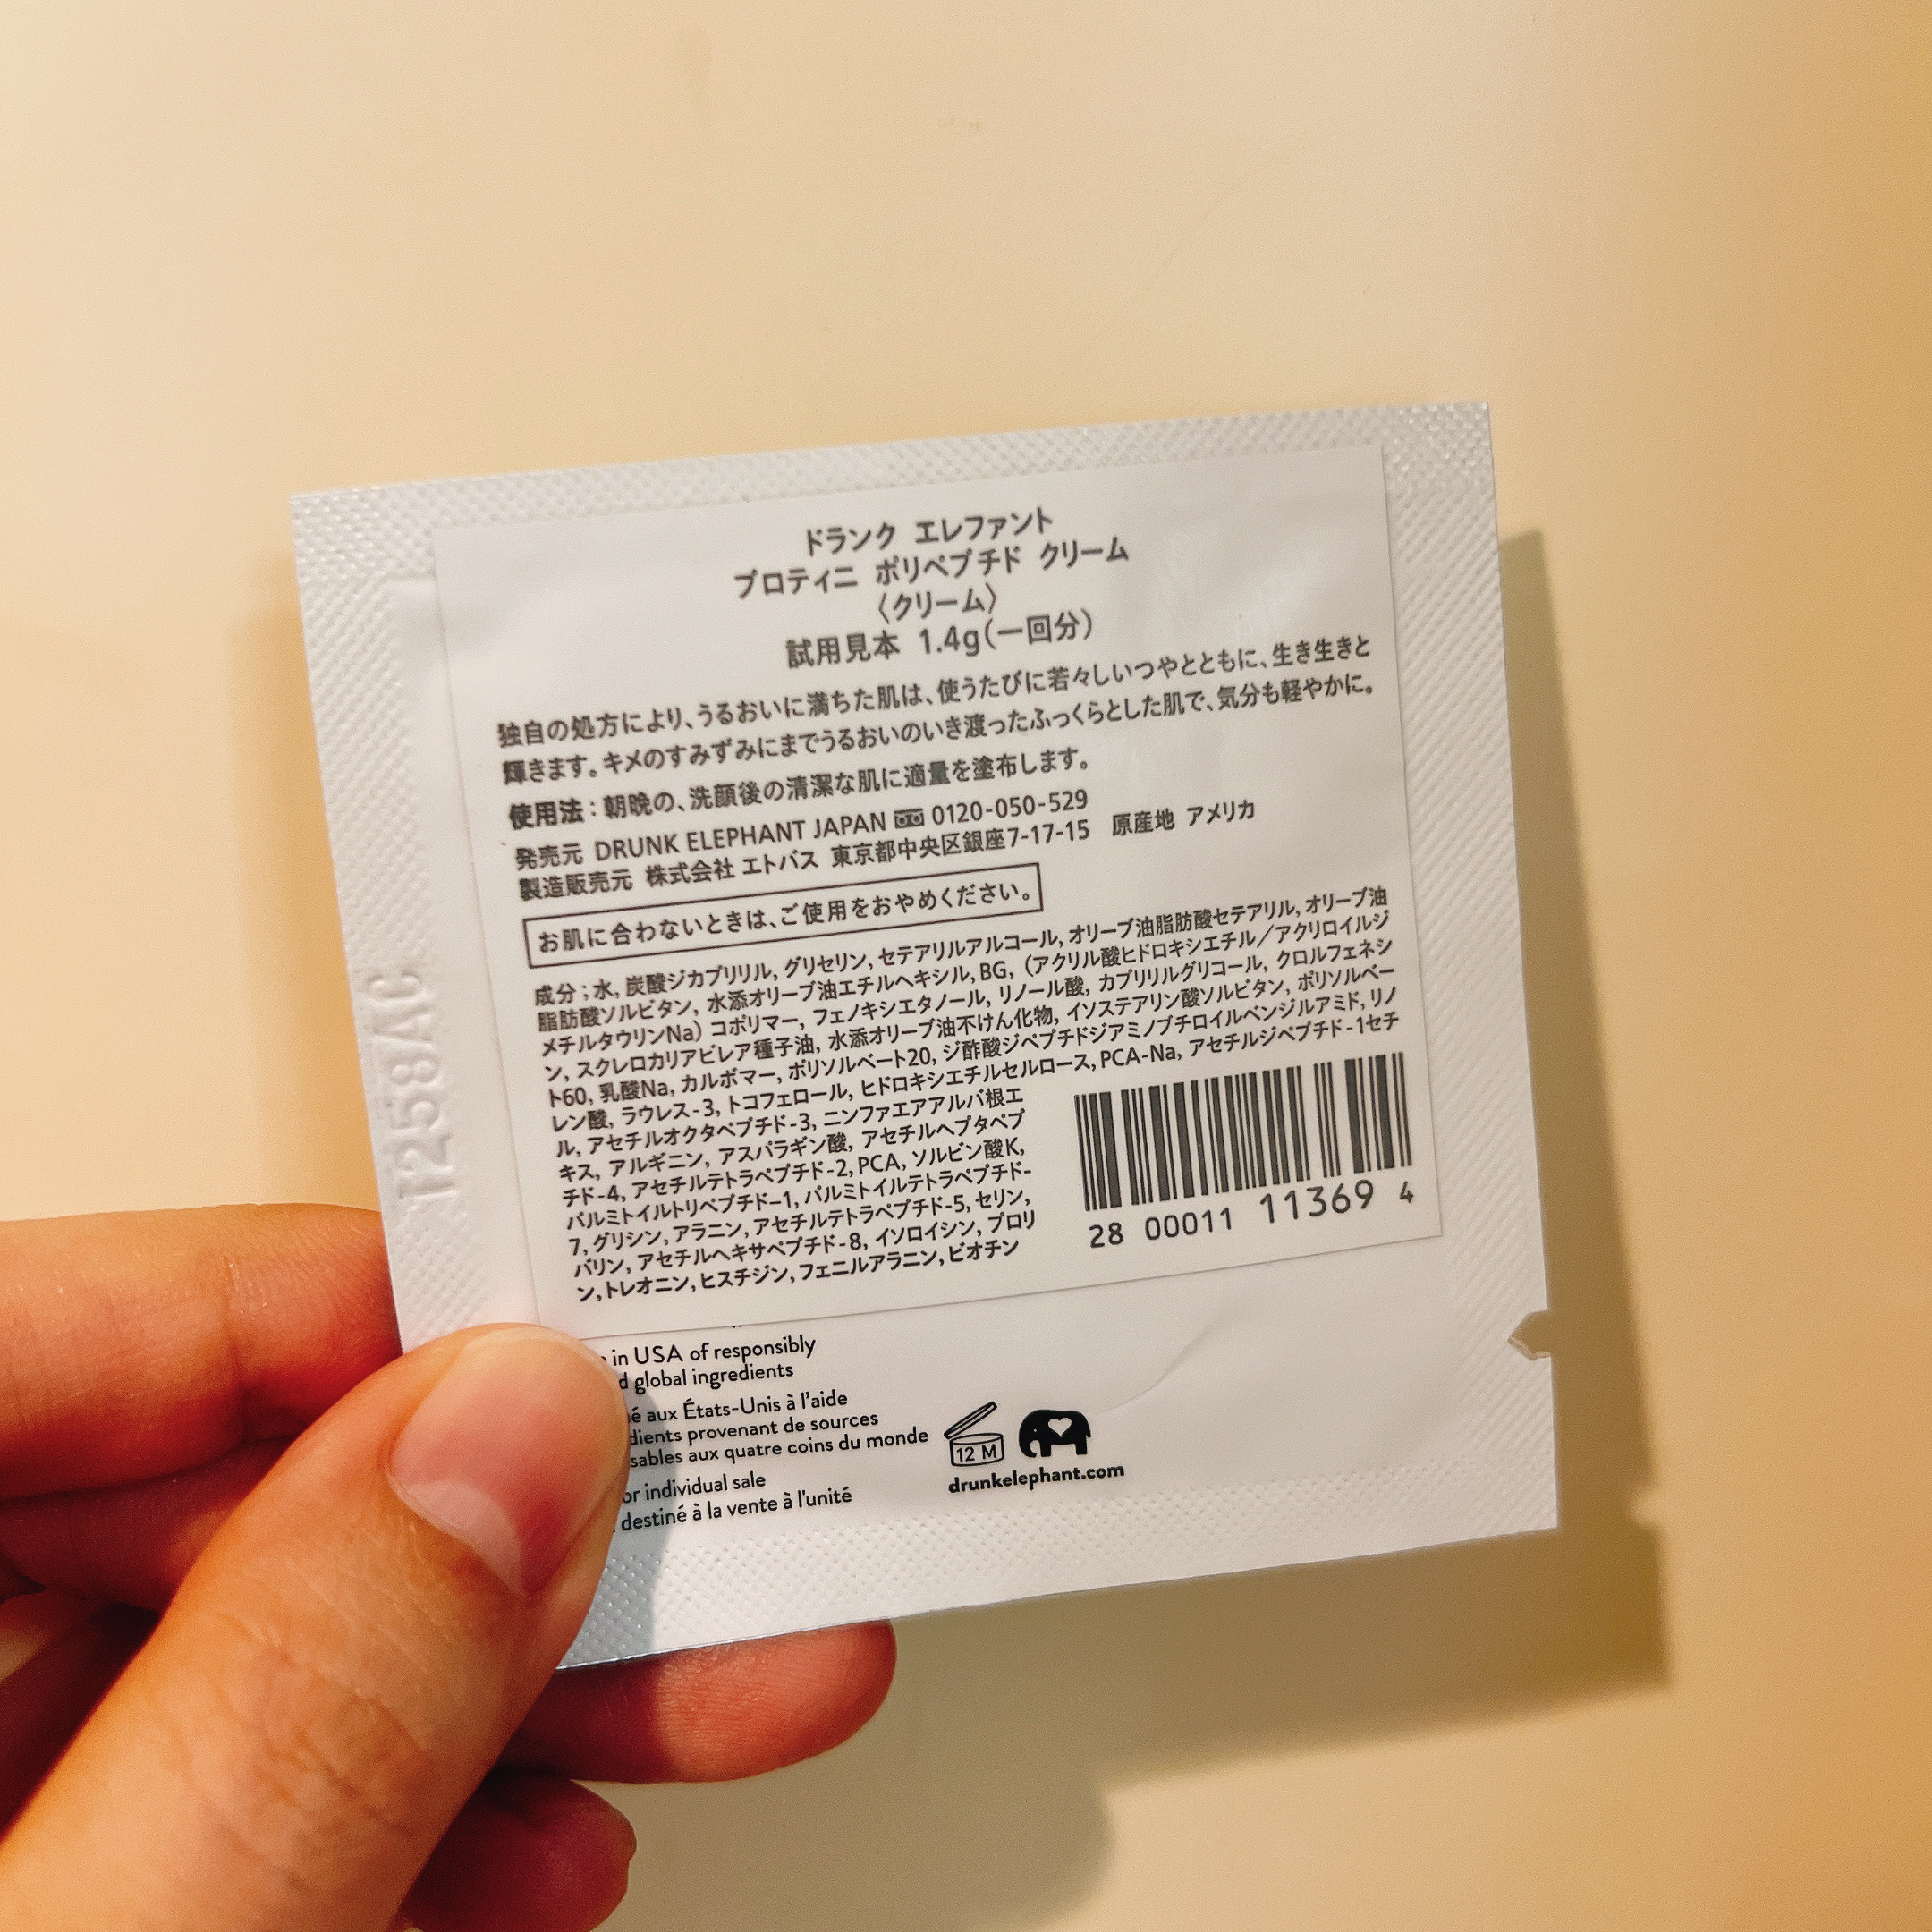 ドランク エレファント
プロティニ ポリペプチド クリーム
〈クリーム〉
試用見本 1.4g(一回分)
独自の処方により、うるおいに満ちた肌は、使うたびに若々しいつやとともに、生き生きと
輝きます。キメのすみずみにまでうるおいのいき渡ったふっくらとした肌で、気分も軽やかに。
使用法：朝晩の、洗顔後の清潔な肌に適量を塗布します。
発売元 DRUNK ELEPHANT JAPAN 0120-050-529
製造販売元 株式会社 エトバス 東京都中央区銀座7-17-15 原産地 アメリカ
お肌に合わないときは、ご使用をおやめください。
成分；水, 炭酸ジカプリリル, グリセリン, セテアリルアルコール, オリーブ油脂肪酸セテアリル, オリーブ油
脂肪酸ソルビタン, 水添オリーブ油エチルヘキシル, BG, （アクリル酸ヒドロキシエチル／アクリロイルジ
メチルタウリンNa）コポリマー, フェノキシエタノール, リノール酸, カプリリルグリコール, クロルフェネシ
ン, スクレロカリアビレア種子油, 水添オリーブ油不けん化物, イソステアリン酸ソルビタン, ポリソルベー
ト60, 乳酸Na, カルボマー, ポリソルベート20, ジ酢酸ジペプチドジアミノブチロイルベンジルアミド, リノ
レン酸, ラウレス-3, トコフェロール, ヒドロキシエチルセルロース, PCA-Na, アセチルジペプチド-1セチ
ル, アセチルオクタペプチド-3, ニンファエアアルバ根エ
キス, アルギニン, アスパラギン酸, アセチルヘプタペプ
チド-4, アセチルテトラペプチド-2, PCA, ソルビン酸K,
パルミトイルトリペプチド-1, パルミトイルテトラペプチド-
7, グリシン, アラニン, アセチルテトラペプチド-5, セリン,
バリン, アセチルヘキサペプチド-8, イソロイシン, プロリ
ン, トレオニン, ヒスチジン, フェニルアラニン, ビオチン
28 00011 11369 4
1258AC
in USA of responsibly
global ingredients
aux États-Unis à l'aide
provenant de sources
aux quatre coins du monde
individual sale
destiné à la vente à l'unité
12 M
drunkelephant.com